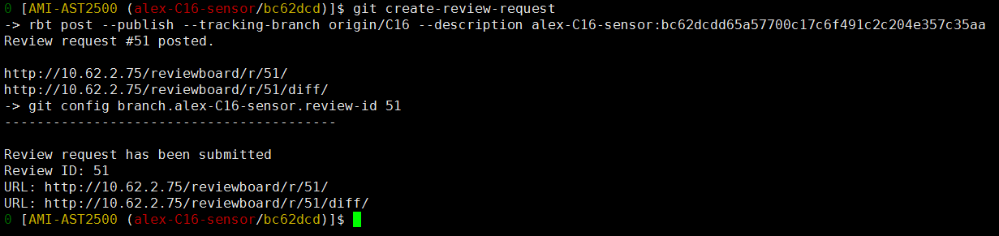 0 [AMI-AST2500 (alex-C16-sensor/bc62dcd)]$ git create-review-request
-> rbt post --publish --tracking-branch origin/C16 --description alex-C16-sensor:bc62dcdd65a57700c17c6f491c2c204e357c35aa
Review request #51 posted.

http://10.62.2.75/reviewboard/r/51/
http://10.62.2.75/reviewboard/r/51/diff/
-> git config branch.alex-C16-sensor.review-id 51
-----------------------------------------

Review request has been submitted
Review ID: 51
URL: http://10.62.2.75/reviewboard/r/51/
URL: http://10.62.2.75/reviewboard/r/51/diff/
0 [AMI-AST2500 (alex-C16-sensor/bc62dcd)]$